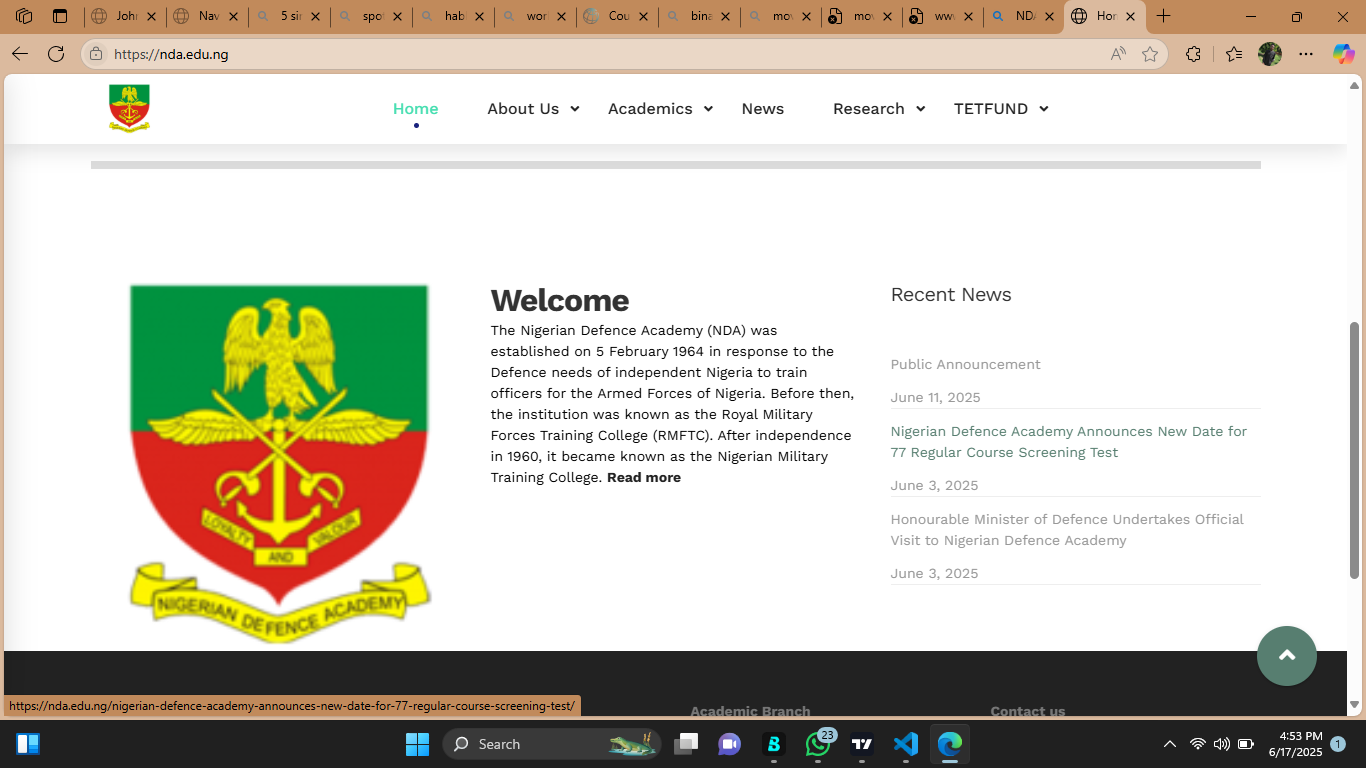 John
Nav
5 sir
spo
hab
wor
Cou
bina
mov
mov
ww
ND
Hor
https://nda.edu.ng
Home
About Us
Academics
News
Research
TETFUND
Welcome
The Nigerian Defence Academy (NDA) was
established on 5 February 1964 in response to the
Defence needs of independent Nigeria to train
officers for the Armed Forces of Nigeria. Before then,
the institution was known as the Royal Military
Forces Training College (RMFTC). After independence
in 1960, it became known as the Nigerian Military
Training College. Read more
LOYALTY
AND
VALOUR
NIGERIAN DEFENCE ACADEMY
Recent News
Public Announcement
June 11, 2025
Nigerian Defence Academy Announces New Date for
77 Regular Course Screening Test
June 3, 2025
Honourable Minister of Defence Undertakes Official
Visit to Nigerian Defence Academy
June 3, 2025
Academic Branch
Contact us
https://nda.edu.ng/nigerian-defence-academy-announces-new-date-for-77-regular-course-screening-test/
Search
23
4:53 PM
6/17/2025
1